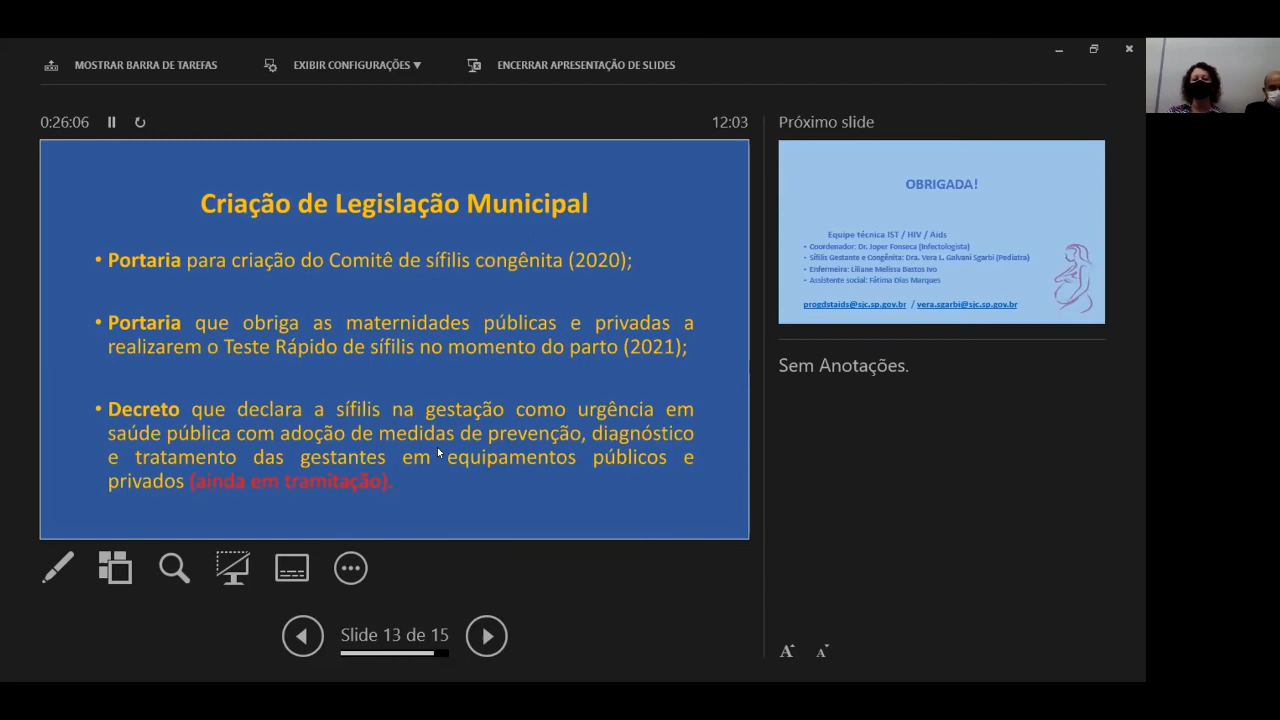 MOSTRAR BARRA DE TAREFAS
EXIBIR CONFIGURAÇÕES ▼
ENCERRAR APRESENTAÇÃO DE SLIDES
0:26:06
12:03
Criação de Legislação Municipal
• Portaria para criação do Comitê de sífilis congênita (2020);
• Portaria que obriga as maternidades públicas e privadas a
realizarem o Teste Rápido de sífilis no momento do parto (2021);
• Decreto que declara a sífilis na gestação como urgência em
saúde pública com adoção de medidas de prevenção, diagnóstico
e tratamento das gestantes em equipamentos públicos e
privados (ainda em tramitação).
Slide 13 de 15
Próximo slide
OBRIGADA!
Equipe técnica IST / HIV / Aids
• Coordenador: Dr. Joper Fonseca (Infectologista)
• Sífilis Gestante e Congênita: Dra. Vera L. Galvani Sgarbi (Pediatra)
• Enfermeira: Liliane Melissa Bastos Ivo
• Assistente social: Fátima Dias Marques
progdstaids@sjc.sp.gov.br / vera.sgarbi@sjc.sp.gov.br
Sem Anotações.
A A